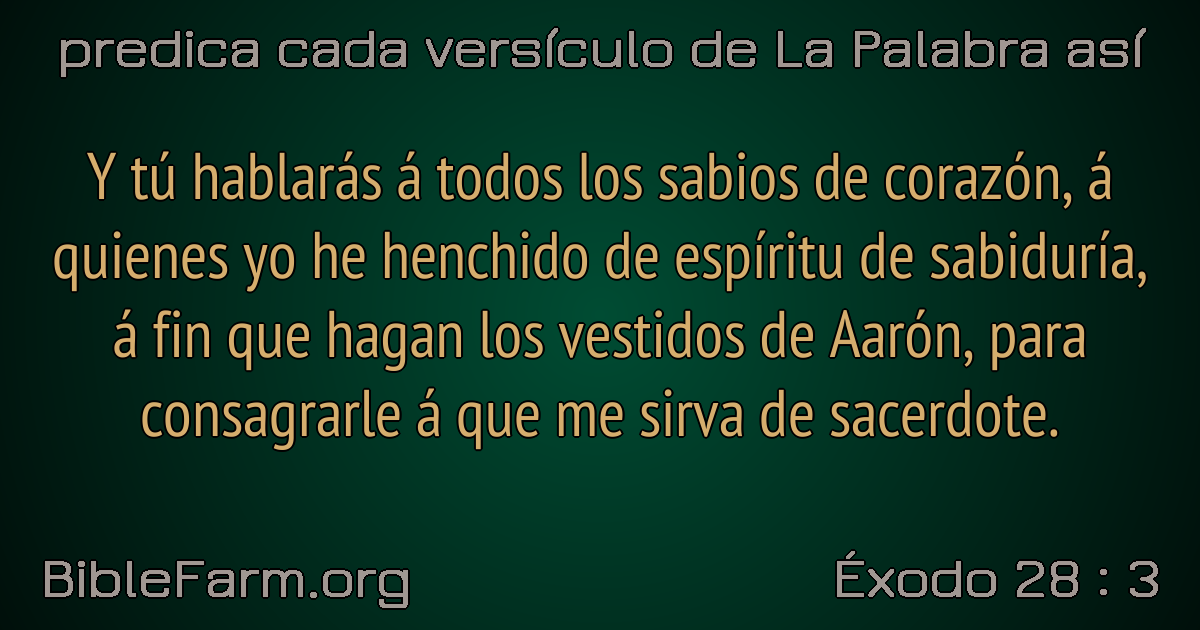 predica cada versículo de La Palabra así
Y tú hablarás á todos los sabios de corazón, á
quienes yo he henchido de espíritu de sabiduría,
á fin que hagan los vestidos de Aarón, para
consagrarle á que me sirva de sacerdote.
BibleFarm.org
Éxodo 28 : 3